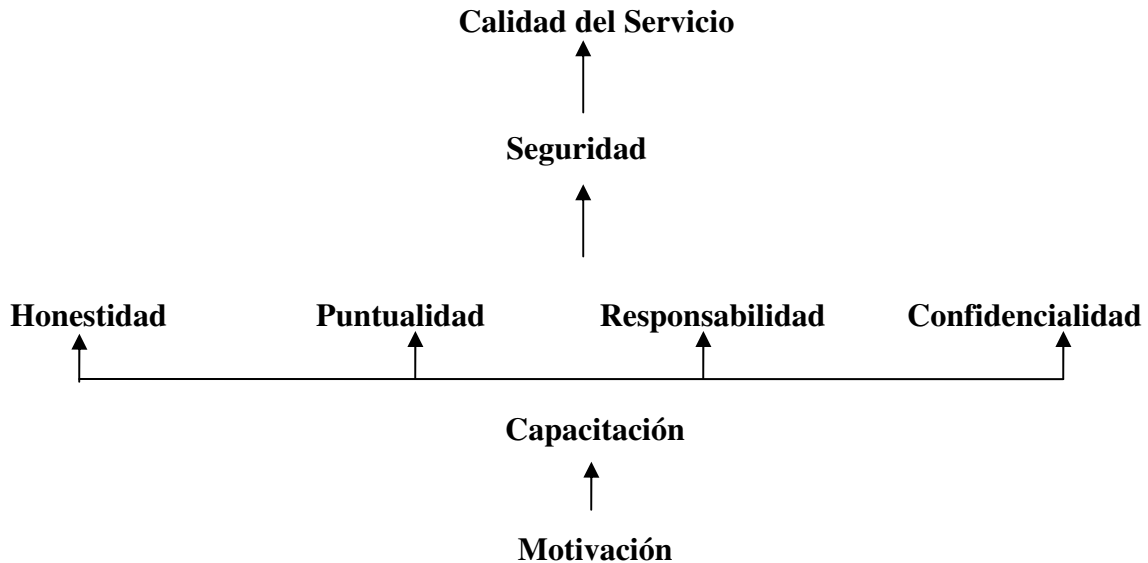 Calidad del Servicio
Seguridad
Honestidad Puntualidad Responsabilidad Confidencialidad
Capacitación
Motivación